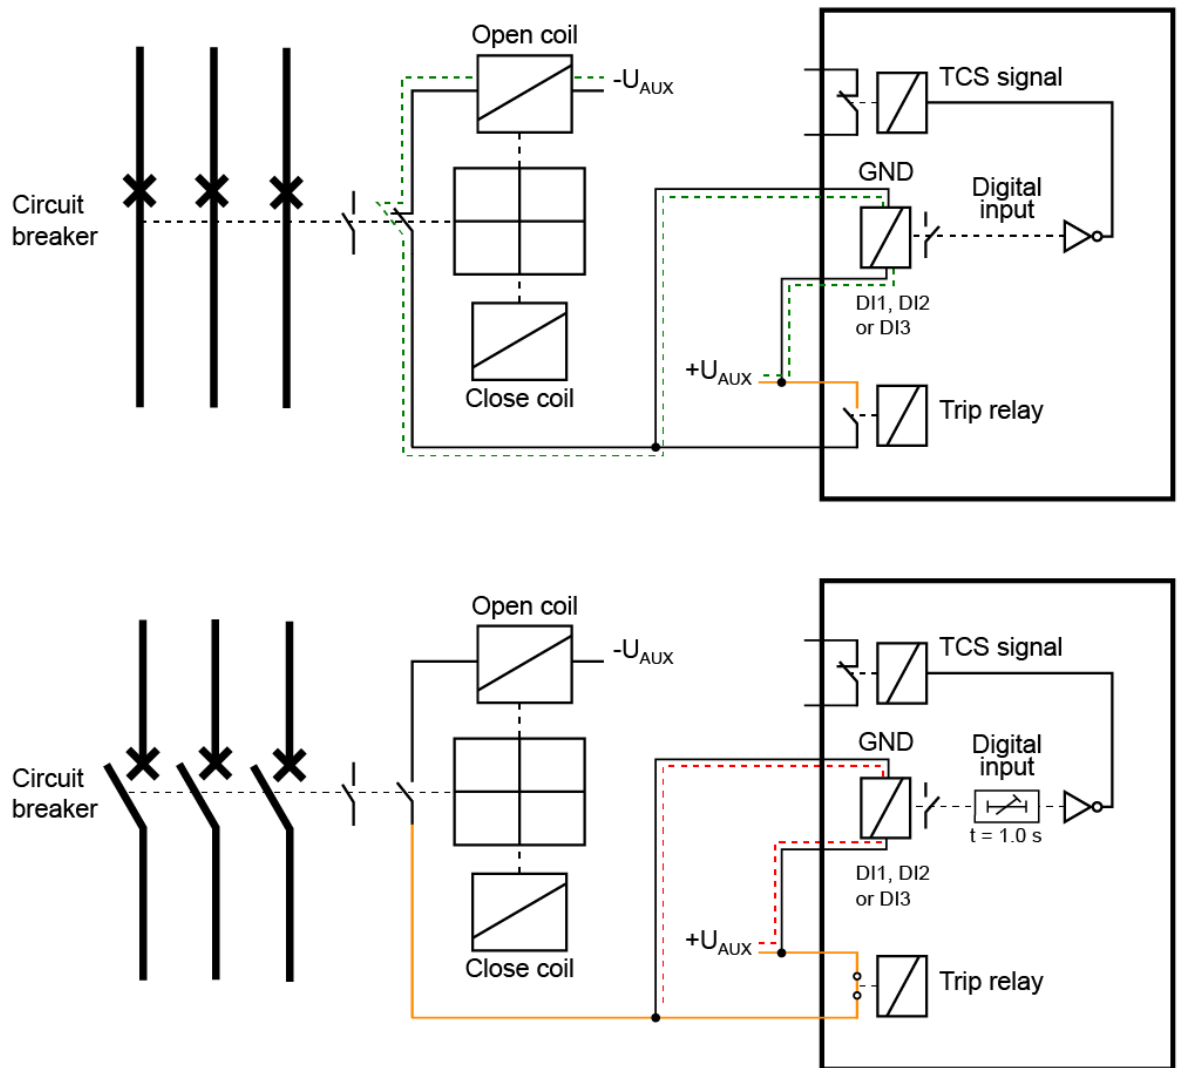 Open coil
-UAUX
TCS signal
GND
Digital
input
Circuit
breaker
DI1, DI2
or DI3
+UAUX
Close coil
Trip relay
Open coil
-UAUX
TCS signal
GND
Digital
input
Circuit
breaker
t = 1.0 s
DI1, DI2
or DI3
+UAUX
Close coil
Trip relay